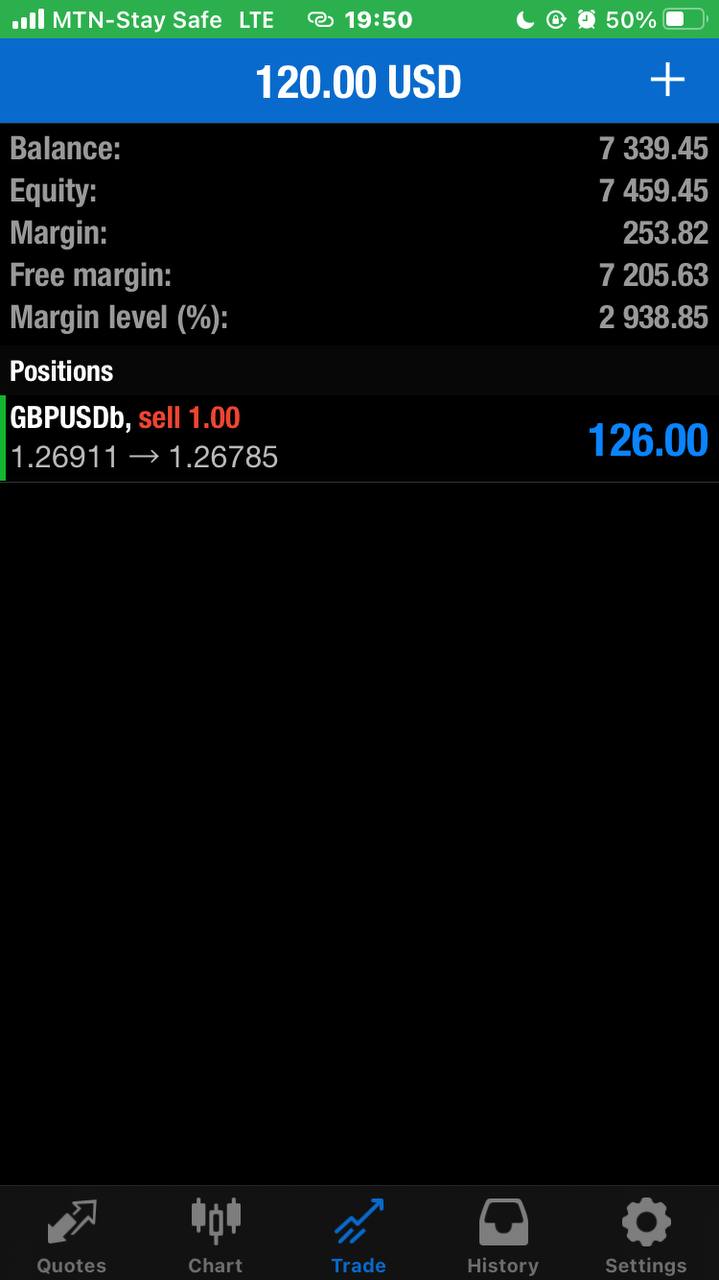 MTN-Stay Safe LTE 19:50 50%
120.00 USD +
Balance: 7 339.45
Equity: 7 459.45
Margin: 253.82
Free margin: 7 205.63
Margin level (%): 2 938.85
Positions
GBPUSDb, sell 1.00
1.26911 → 1.26785 126.00
Quotes Chart Trade History Settings